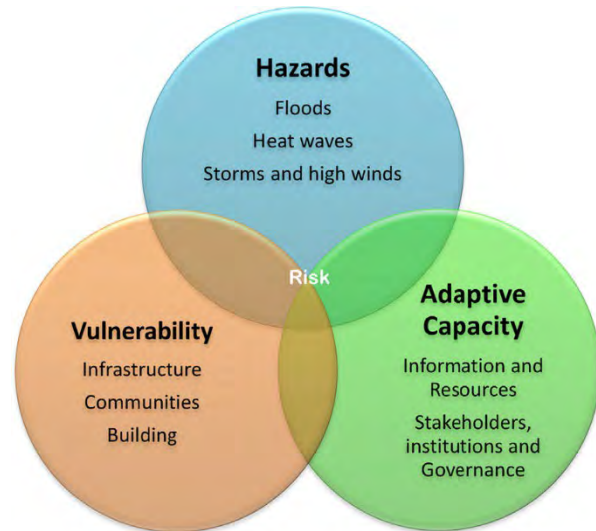 Hazards
Floods
Heat waves
Storms and high winds
Risk
Vulnerability
Infrastructure
Communities
Building
Adaptive
Capacity
Information and
Resources
Stakeholders,
institutions and
Governance